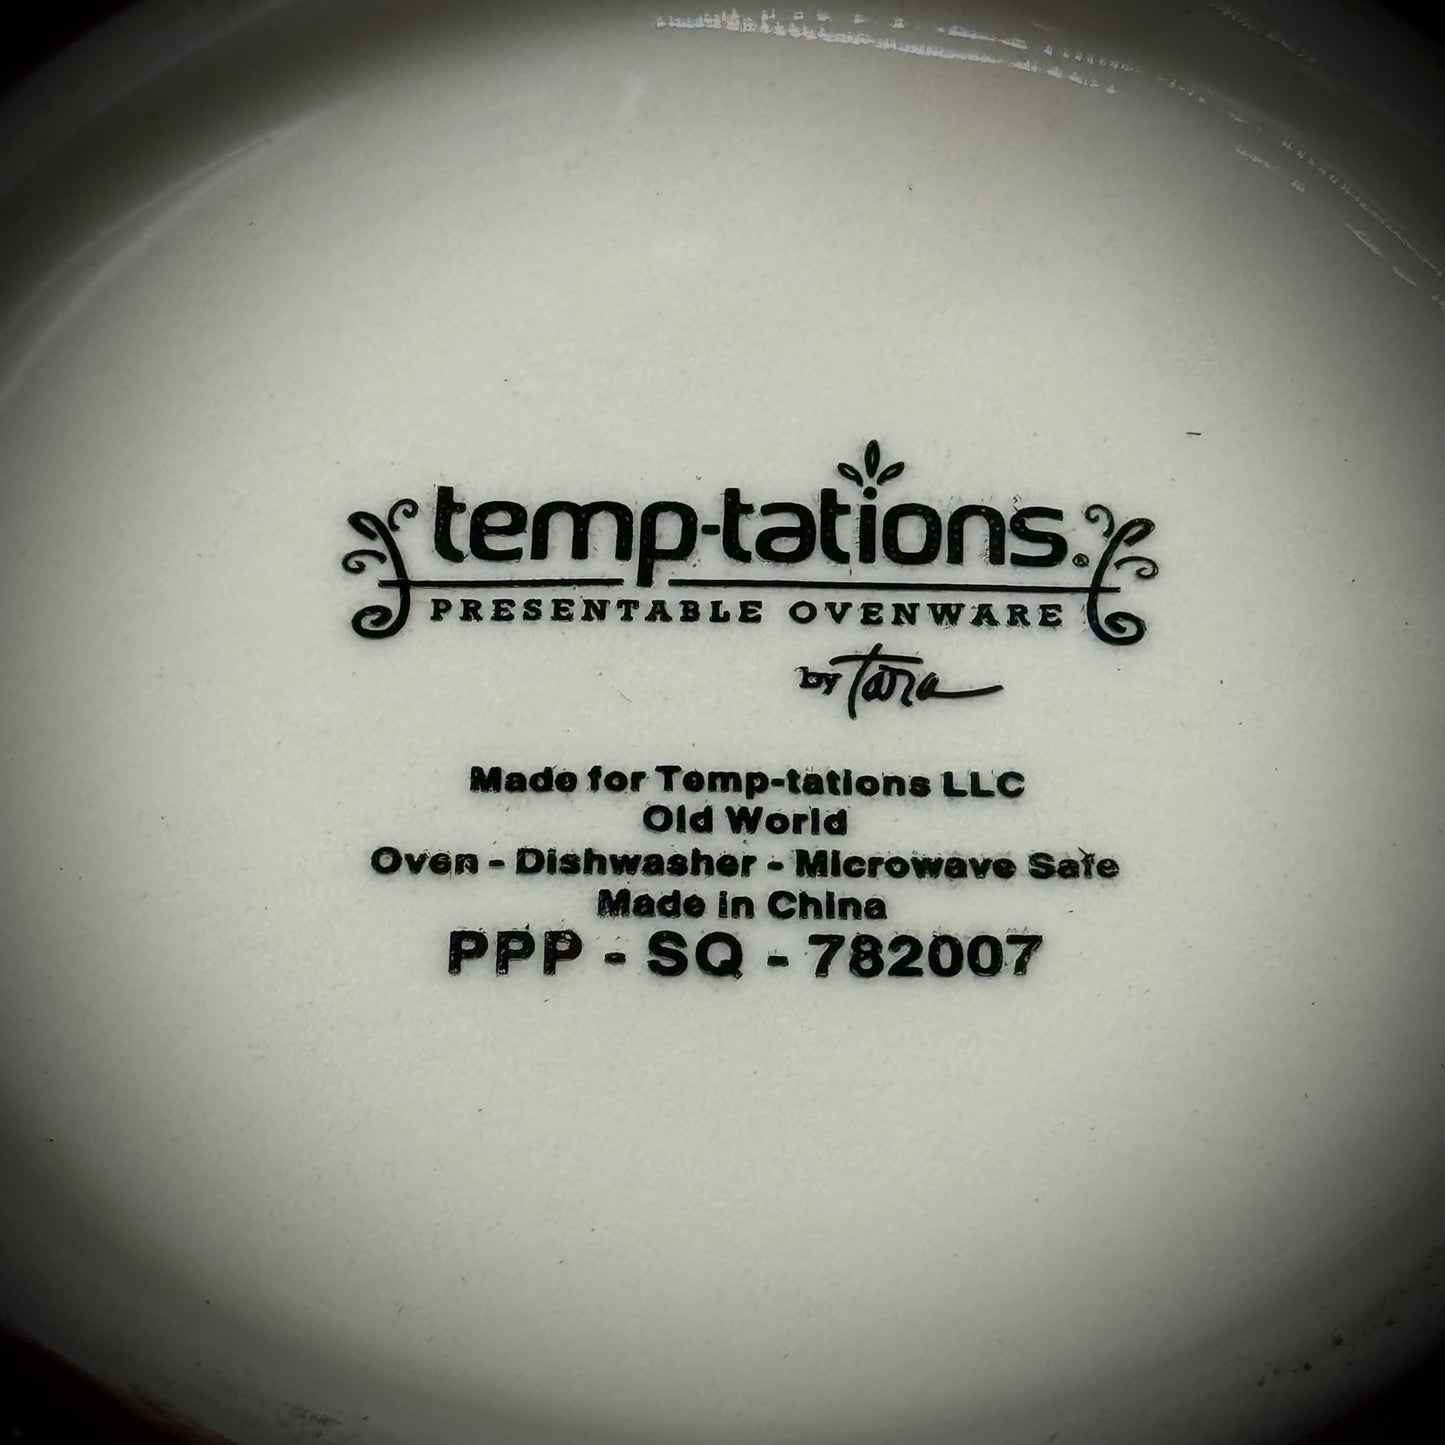 temp-tations®
PRESENTABLE OVENWARE
by Tara
Made for Temp-tations LLC
Old World
Oven - Dishwasher - Microwave Safe
Made in China
PPP - SQ - 782007